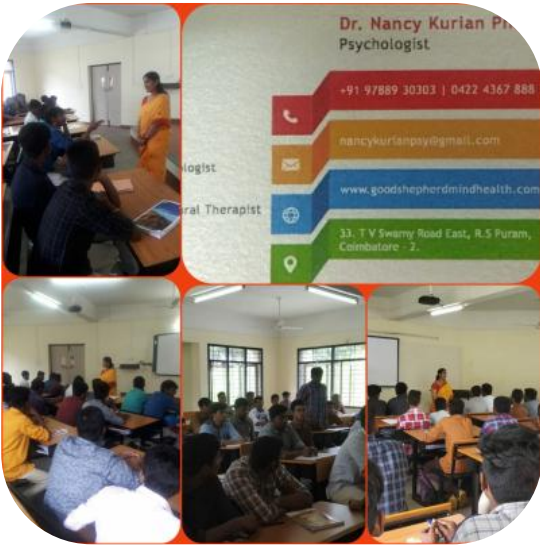 Dr. Nancy Kurian
Psychologist
+91 97889 30303 | 0422 4367 888
nancykurianpsy@gmail.com
www.goodshepherdmindhealth.com
33. T V Swamy Road East, R.S Puram,
Coimbatore - 2.
ologist
oral Therapist